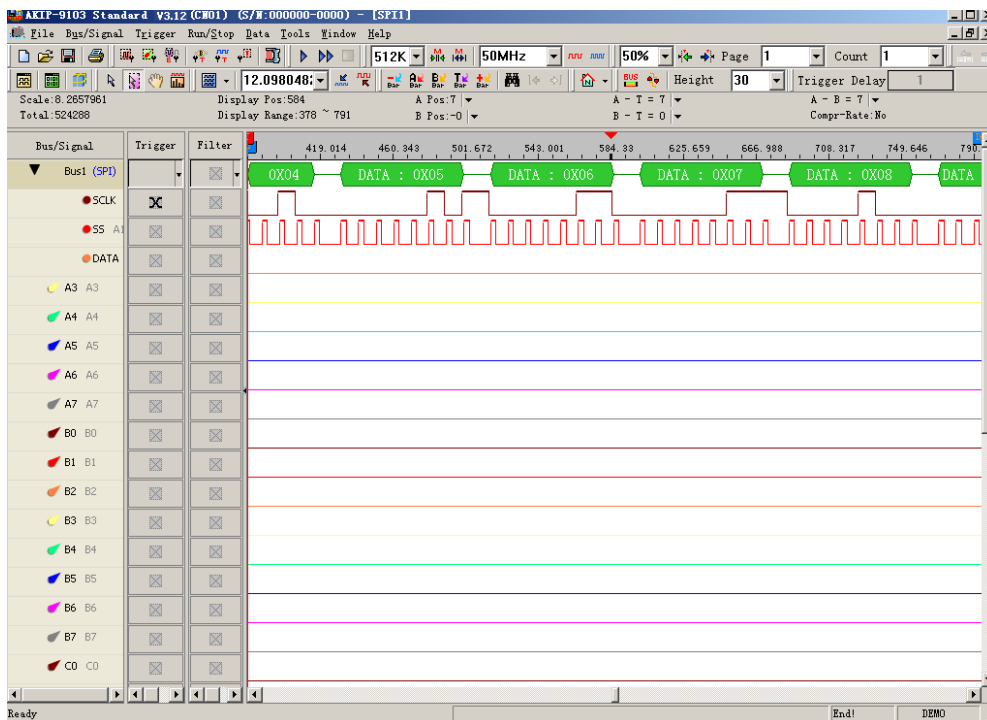 AKIP-9103 Standard V3.12 (CN01) (S/N:000000-0000) - [SPI1]
File Bus/Signal Trigger Run/Stop Data Tools Window Help
512K 50MHz 50% Page 1 Count 1
12.098048: Bar Bar Bar Bar BUS Height 30 Trigger Delay 1
Scale:8.2657961 Display Pos:584 A Pos:7 A - T = 7 A - B = 7
Total:524288 Display Range:378 ~ 791 B Pos:-0 B - T = 0 Compr-Rate:No
Bus/Signal Trigger Filter 419.014 460.343 501.672 543.001 584.33 625.659 666.988 708.317 749.646 790.
Bus1 (SPI) 0X04 DATA : 0X05 DATA : 0X06 DATA : 0X07 DATA : 0X08 DATA
SCLK
SS A1
DATA
A3 A3
A4 A4
A5 A5
A6 A6
A7 A7
B0 B0
B1 B1
B2 B2
B3 B3
B4 B4
B5 B5
B6 B6
B7 B7
C0 C0
Ready End! DEMO